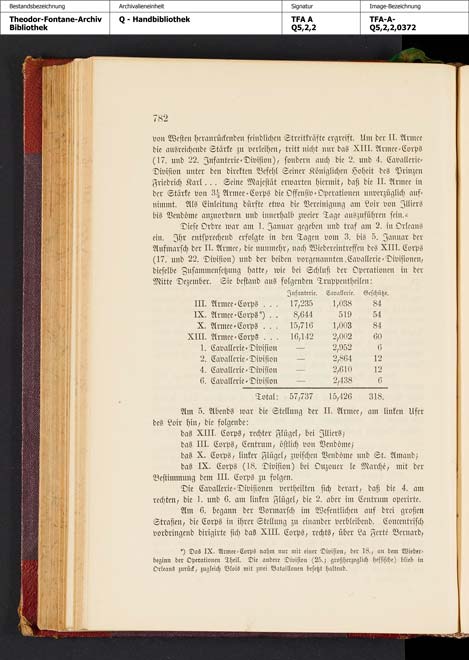 Bestandsbezeichnung
Archivalieneinheit
Signatur
Image-Bezeichnung
Theodor-Fontane-Archiv
Bibliothek
Q - Handbibliothek
TFA A
Q5,2,2
TFA-A-
Q5,2,2,0372
782
von Westen heranrückenden feindlichen Streitkräfte ergreift. Um der II. Armee
die ausreichende Stärke zu verleihen, tritt nicht nur das XIII. Armee-Corps
(17. und 22. Infanterie-Division), sondern auch die 2. und 4. Cavallerie-
Division unter den direkten Befehl Seiner Königlichen Hoheit des Prinzen
Friedrich Karl . . . Seine Majestät erwarten hiermit, daß die II. Armee in
der Stärke von 3½ Armee-Corps die Offensiv-Operationen unverzüglich auf-
nimmt. Als Einleitung dürfte etwa die Vereinigung am Loir von Illiers
bis Vendôme anzuordnen und innerhalb zweier Tage auszuführen sein.«
Diese Ordre war am 1. Januar gegeben und traf am 2. in Orleans
ein. Ihr entsprechend erfolgte in den Tagen vom 3. bis 5. Januar der
Aufmarsch der II. Armee, die nunmehr, nach Wiedereintreffen des XIII. Corps
(17. und 22. Division) und der beiden vorgenannten Cavallerie-Divisionen,
dieselbe Zusammensetzung hatte, wie bei Schluß der Operationen in der
Mitte Dezember. Sie bestand aus folgenden Truppentheilen:
Infanterie. Cavallerie. Geschütze.
III. Armee-Corps . . . 17,235 1,038 84
IX. Armee-Corps*) . . 8,644 519 54
X. Armee-Corps . . . 15,716 1,003 84
XIII. Armee-Corps . . . 16,142 2,002 60
1. Cavallerie-Division — 2,952 6
2. Cavallerie-Division — 2,864 12
4. Cavallerie-Division — 2,610 12
6. Cavallerie-Division — 2,438 6
Total: 57,737 15,426 318.
Am 5. Abends war die Stellung der II. Armee, am linken Ufer
des Loir hin, die folgende:
das XIII. Corps, rechter Flügel, bei Illiers;
das III. Corps, Centrum, östlich von Vendôme;
das X. Corps, linker Flügel, zwischen Vendôme und St. Amand;
das IX. Corps (18. Division) bei Ouzouer le Marché, mit der
Bestimmung dem III. Corps zu folgen.
Die Cavallerie-Divisionen vertheilten sich derart, daß die 4. am
rechten, die 1. und 6. am linken Flügel, die 2. aber im Centrum operirte.
Am 6. begann der Vormarsch im Wesentlichen auf drei großen
Straßen, die Corps in ihrer Stellung zu einander verbleibend. Concentrisch
vordringend dirigirte sich das XIII. Corps, rechts, über La Ferté Bernard,
*) Das IX. Armee-Corps nahm nur mit einer Division, der 18., an dem Wieder-
beginn der Operationen Theil. Die andere Division (25.; großherzoglich hessische) blieb in
Orleans zurück, zugleich Blois mit zwei Bataillonen besetzt haltend.